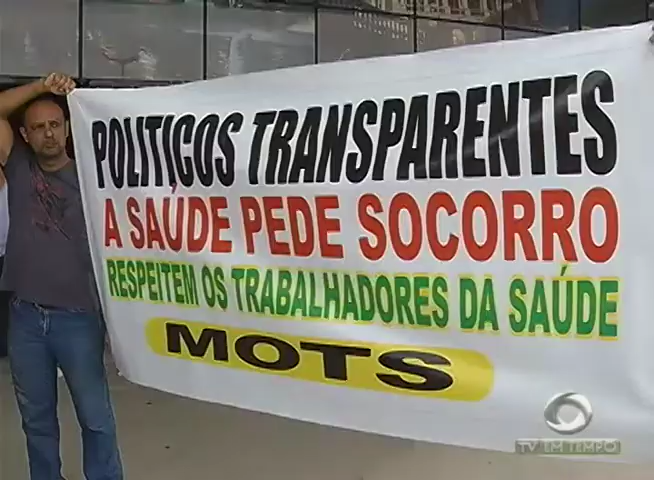 POLITICOS TRANSPARENTES
A SAÚDE PEDE SOCORRO
RESPEITEM OS TRABALHADORES DA SAÚDE
MOTS
TV EM TEMPO